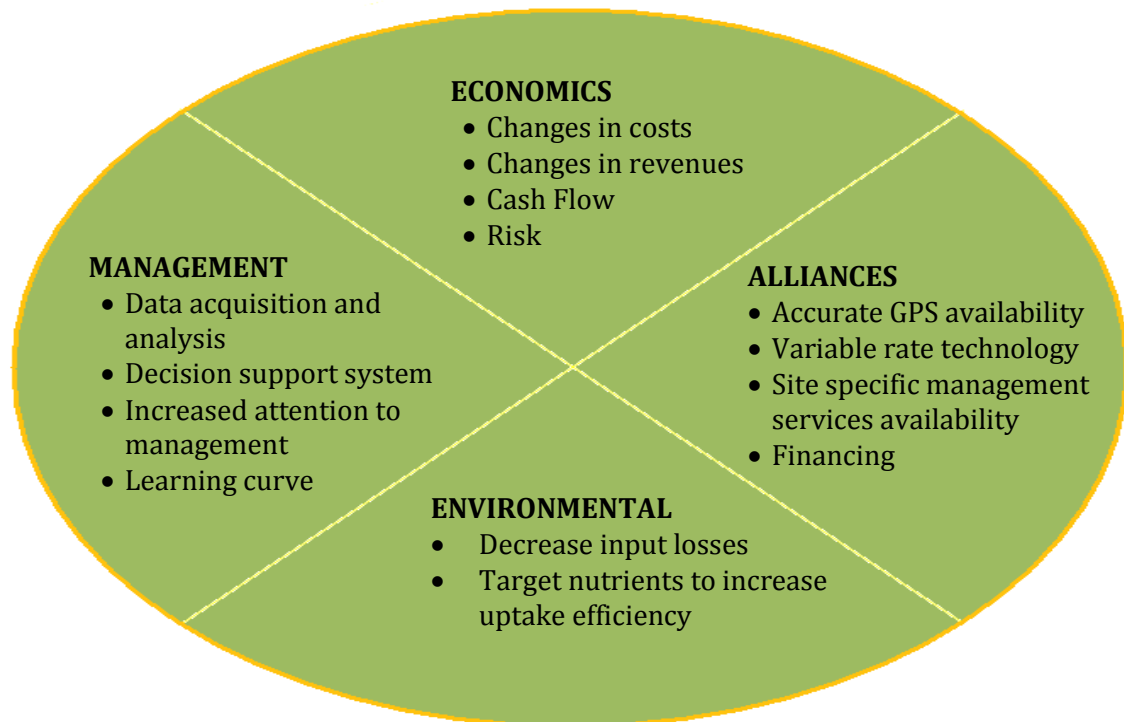 ECONOMICS
• Changes in costs
• Changes in revenues
• Cash Flow
• Risk
MANAGEMENT
• Data acquisition and
analysis
• Decision support system
• Increased attention to
management
• Learning curve
ALLIANCES
• Accurate GPS availability
• Variable rate technology
• Site specific management
services availability
• Financing
ENVIRONMENTAL
• Decrease input losses
• Target nutrients to increase
uptake efficiency